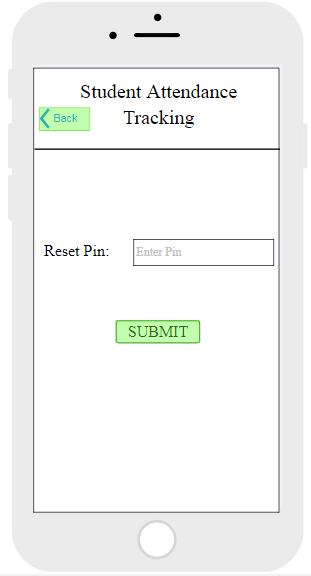 Student Attendance
Tracking
Back
Reset Pin:
Enter Pin
SUBMIT